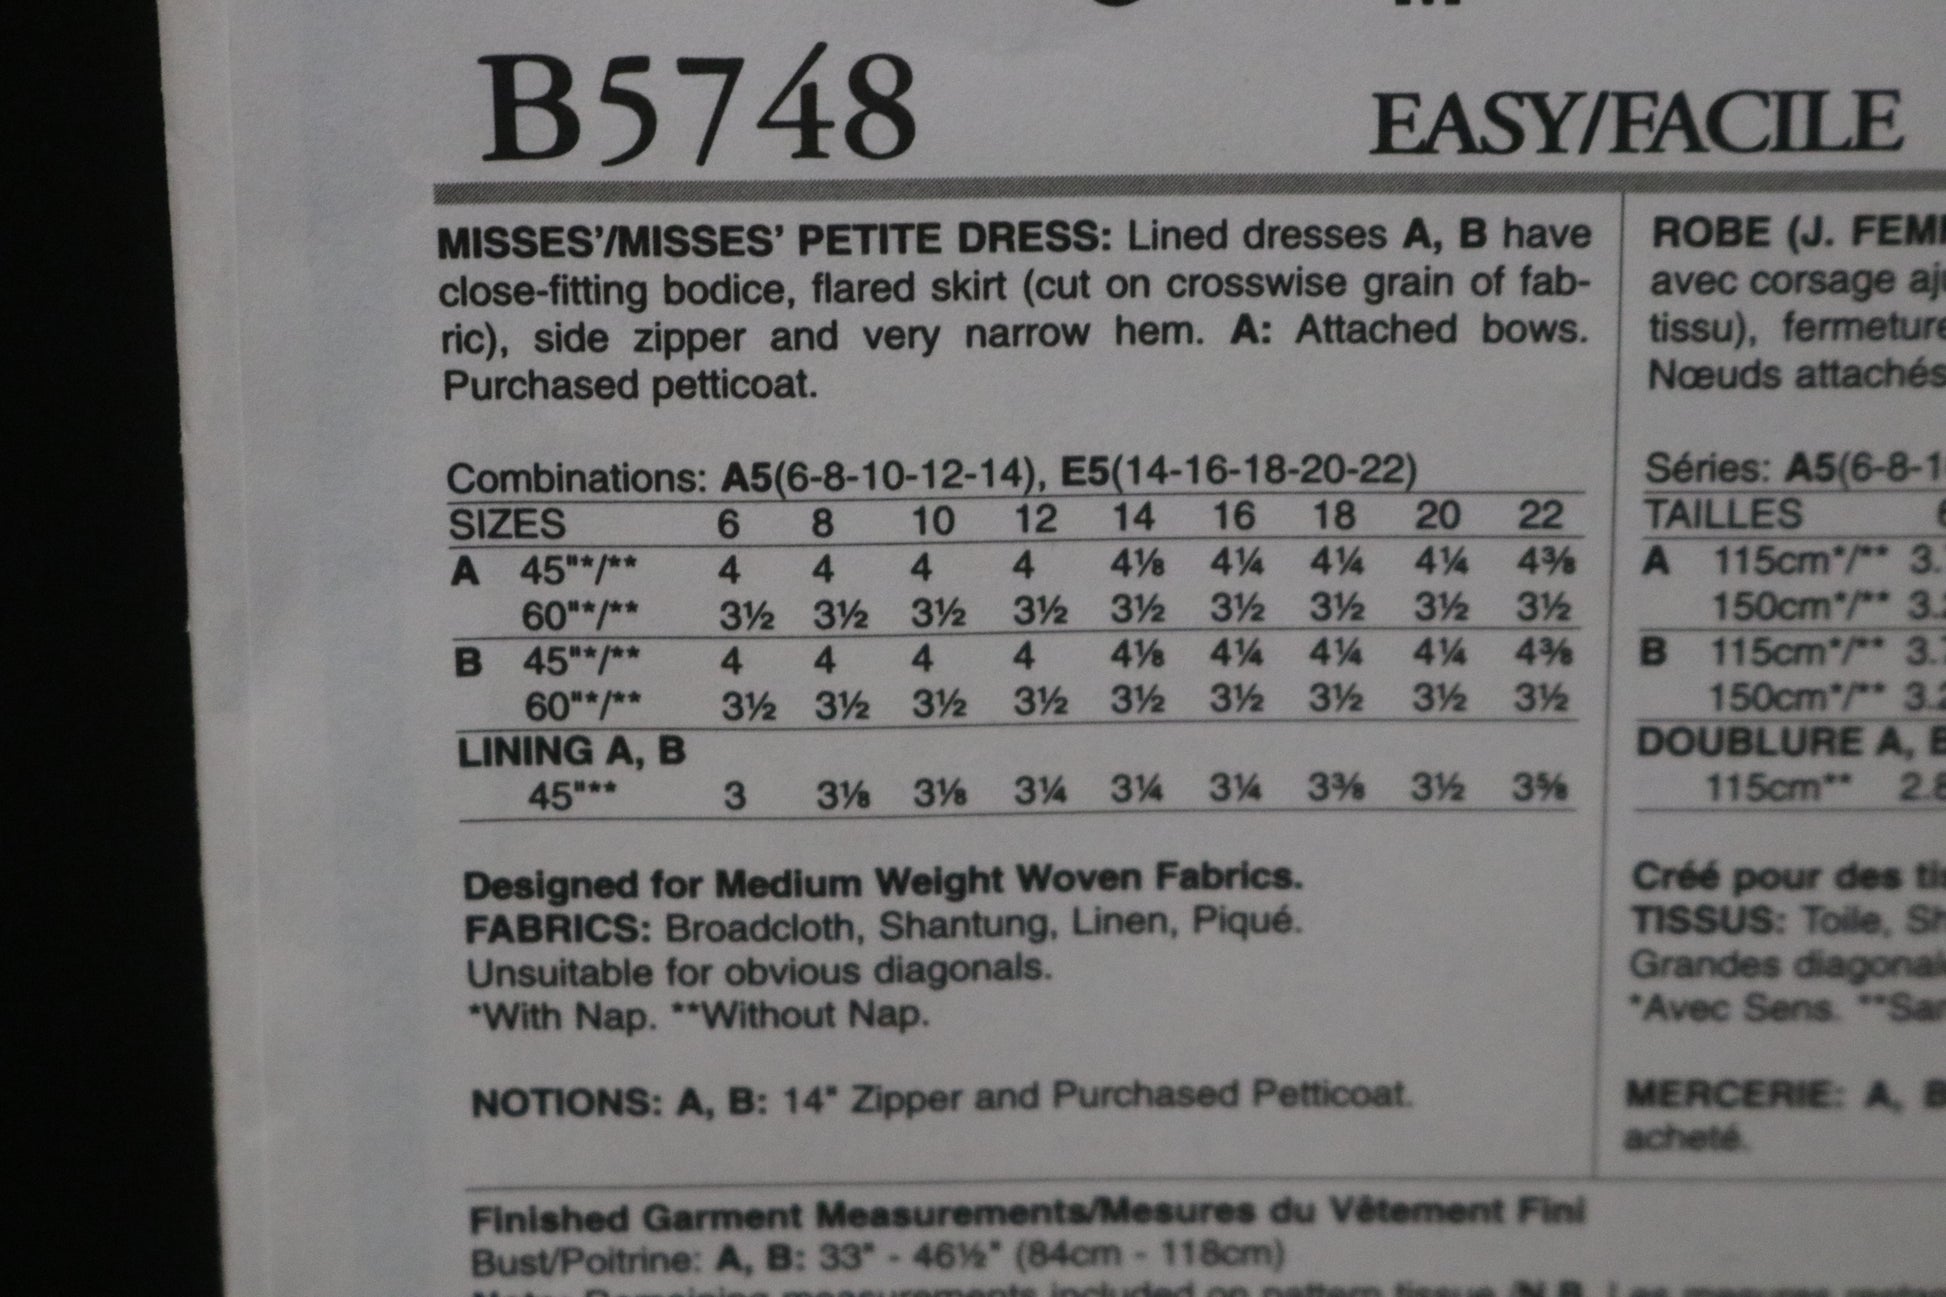 B5748
EASY/FACILE
MISSES'/MISSES' PETITE DRESS: Lined dresses A, B have
close-fitting bodice, flared skirt (cut on crosswise grain of fab-
ric), side zipper and very narrow hem. A: Attached bows.
Purchased petticoat.
Combinations: A5(6-8-10-12-14), E5(14-16-18-20-22)
SIZES 6 8 10 12 14 16 18 20 22
A 45"*/** 4 4 4 4 4⅛ 4¼ 4¼ 4¼ 4⅜
60"*/** 3½ 3½ 3½ 3½ 3½ 3½ 3½ 3½ 3½
B 45"*/** 4 4 4 4 4⅛ 4¼ 4¼ 4¼ 4⅜
60"*/** 3½ 3½ 3½ 3½ 3½ 3½ 3½ 3½ 3½
LINING A, B
45"** 3 3⅛ 3⅛ 3¼ 3¼ 3¼ 3⅜ 3½ 3⅝
Designed for Medium Weight Woven Fabrics.
FABRICS: Broadcloth, Shantung, Linen, Piqué.
Unsuitable for obvious diagonals.
*With Nap. **Without Nap.
NOTIONS: A, B: 14" Zipper and Purchased Petticoat.
ROBE (J. FEM
avec corsage aj
tissu), fermeture
Nœuds attachés
Séries: A5(6-8-1
TAILLES
A 115cm*/** 3.
150cm*/** 3.
B 115cm*/** 3.
150cm*/** 3.2
DOUBLURE A,
115cm** 2.8
Créé pour des tis
TISSUS: Toile, Sh
Grandes diagonal
*Avec Sens. **San
MERCERIE: A, B
acheté.
Finished Garment Measurements/Mesures du Vêtement Fini
Bust/Poitrine: A, B: 33" - 46½" (84cm - 118cm)